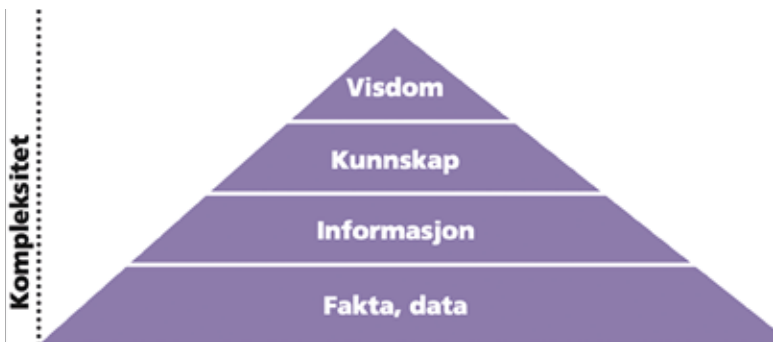 Kompleksitet
Visdom
Kunnskap
Informasjon
Fakta, data